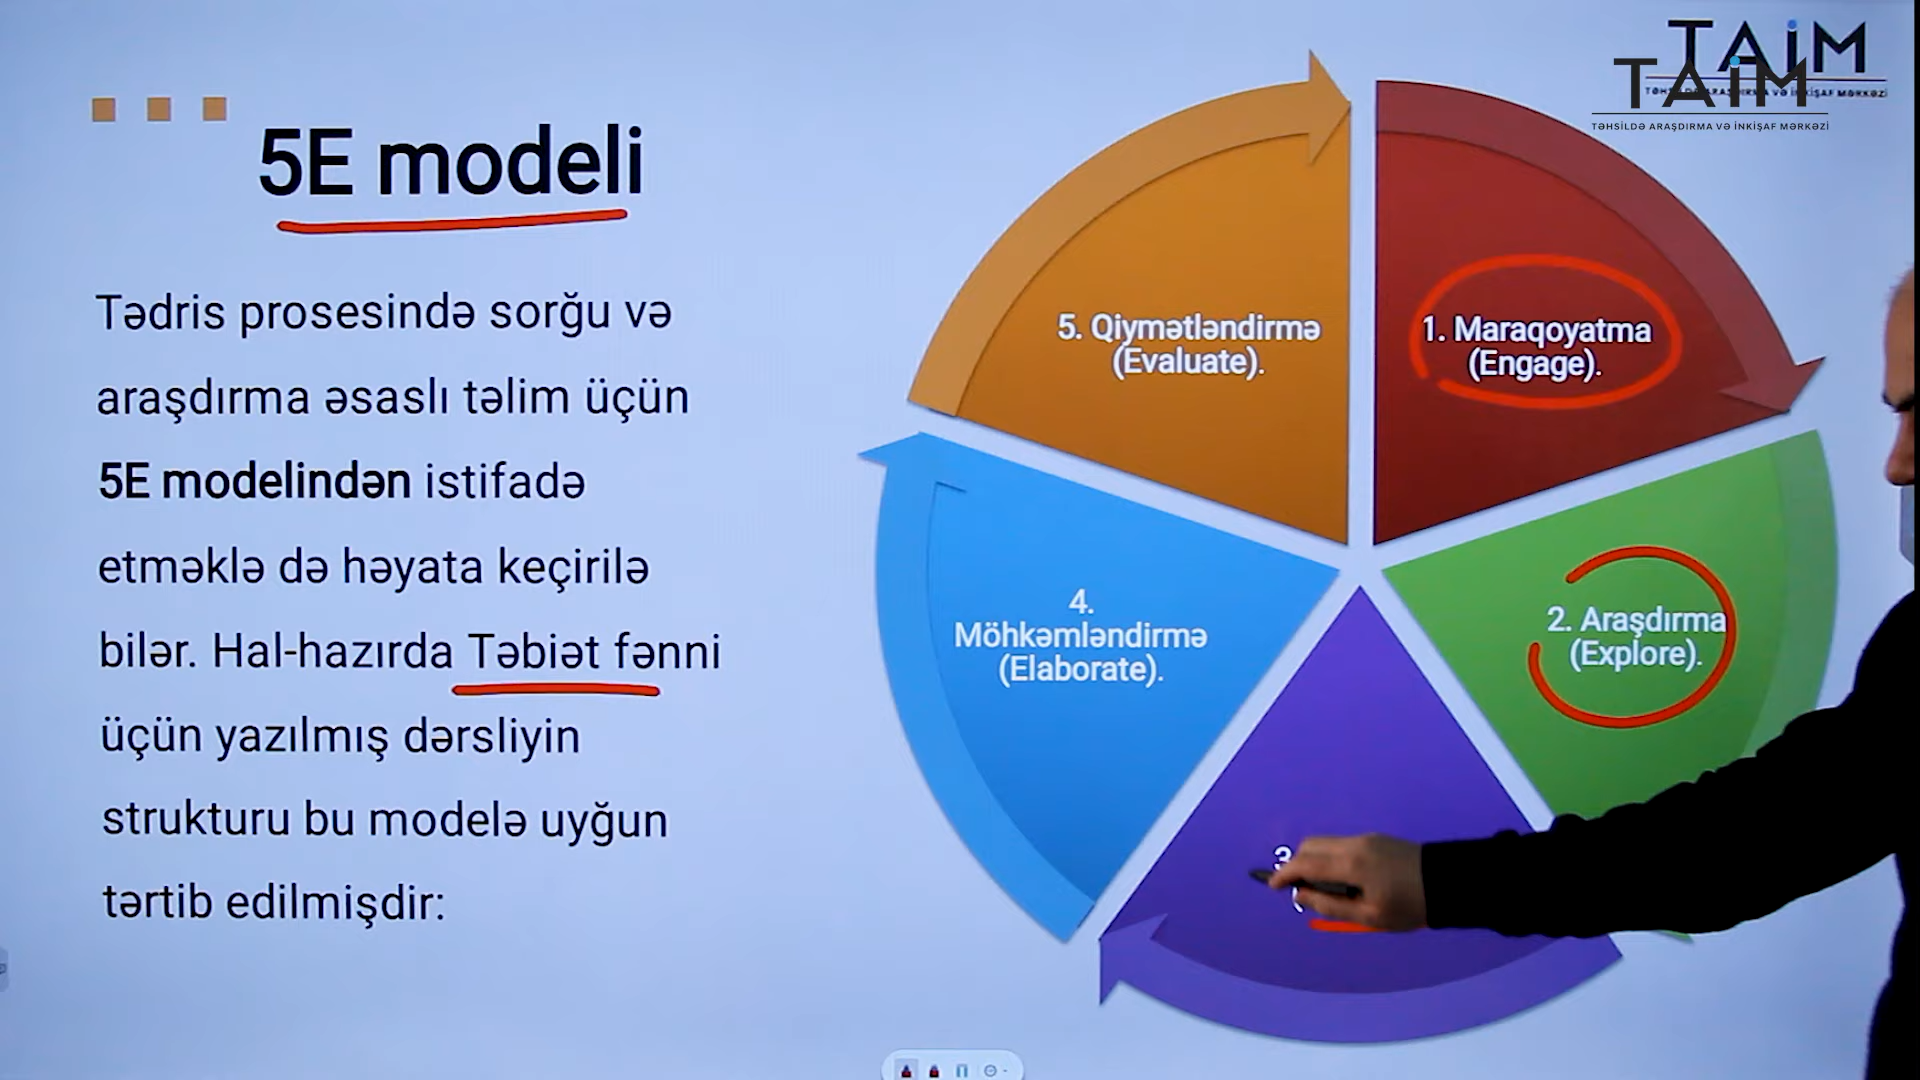 TAİM
TAİM
TƏHSİLDƏ ARAŞDIRMA VƏ İNKİŞAF MƏRKƏZİ
5E modeli
Tədris prosesində sorğu və
araşdırma əsaslı təlim üçün
5E modelindən istifadə
etməklə də həyata keçirilə
bilər. Hal-hazırda Təbiət fənni
üçün yazılmış dərsliyin
strukturu bu modelə uyğun
tərtib edilmişdir:
1. Maraqoyatma
(Engage).
2. Araşdırma
(Explore).
3
4.
Möhkəmləndirmə
(Elaborate).
5. Qiymətləndirmə
(Evaluate).